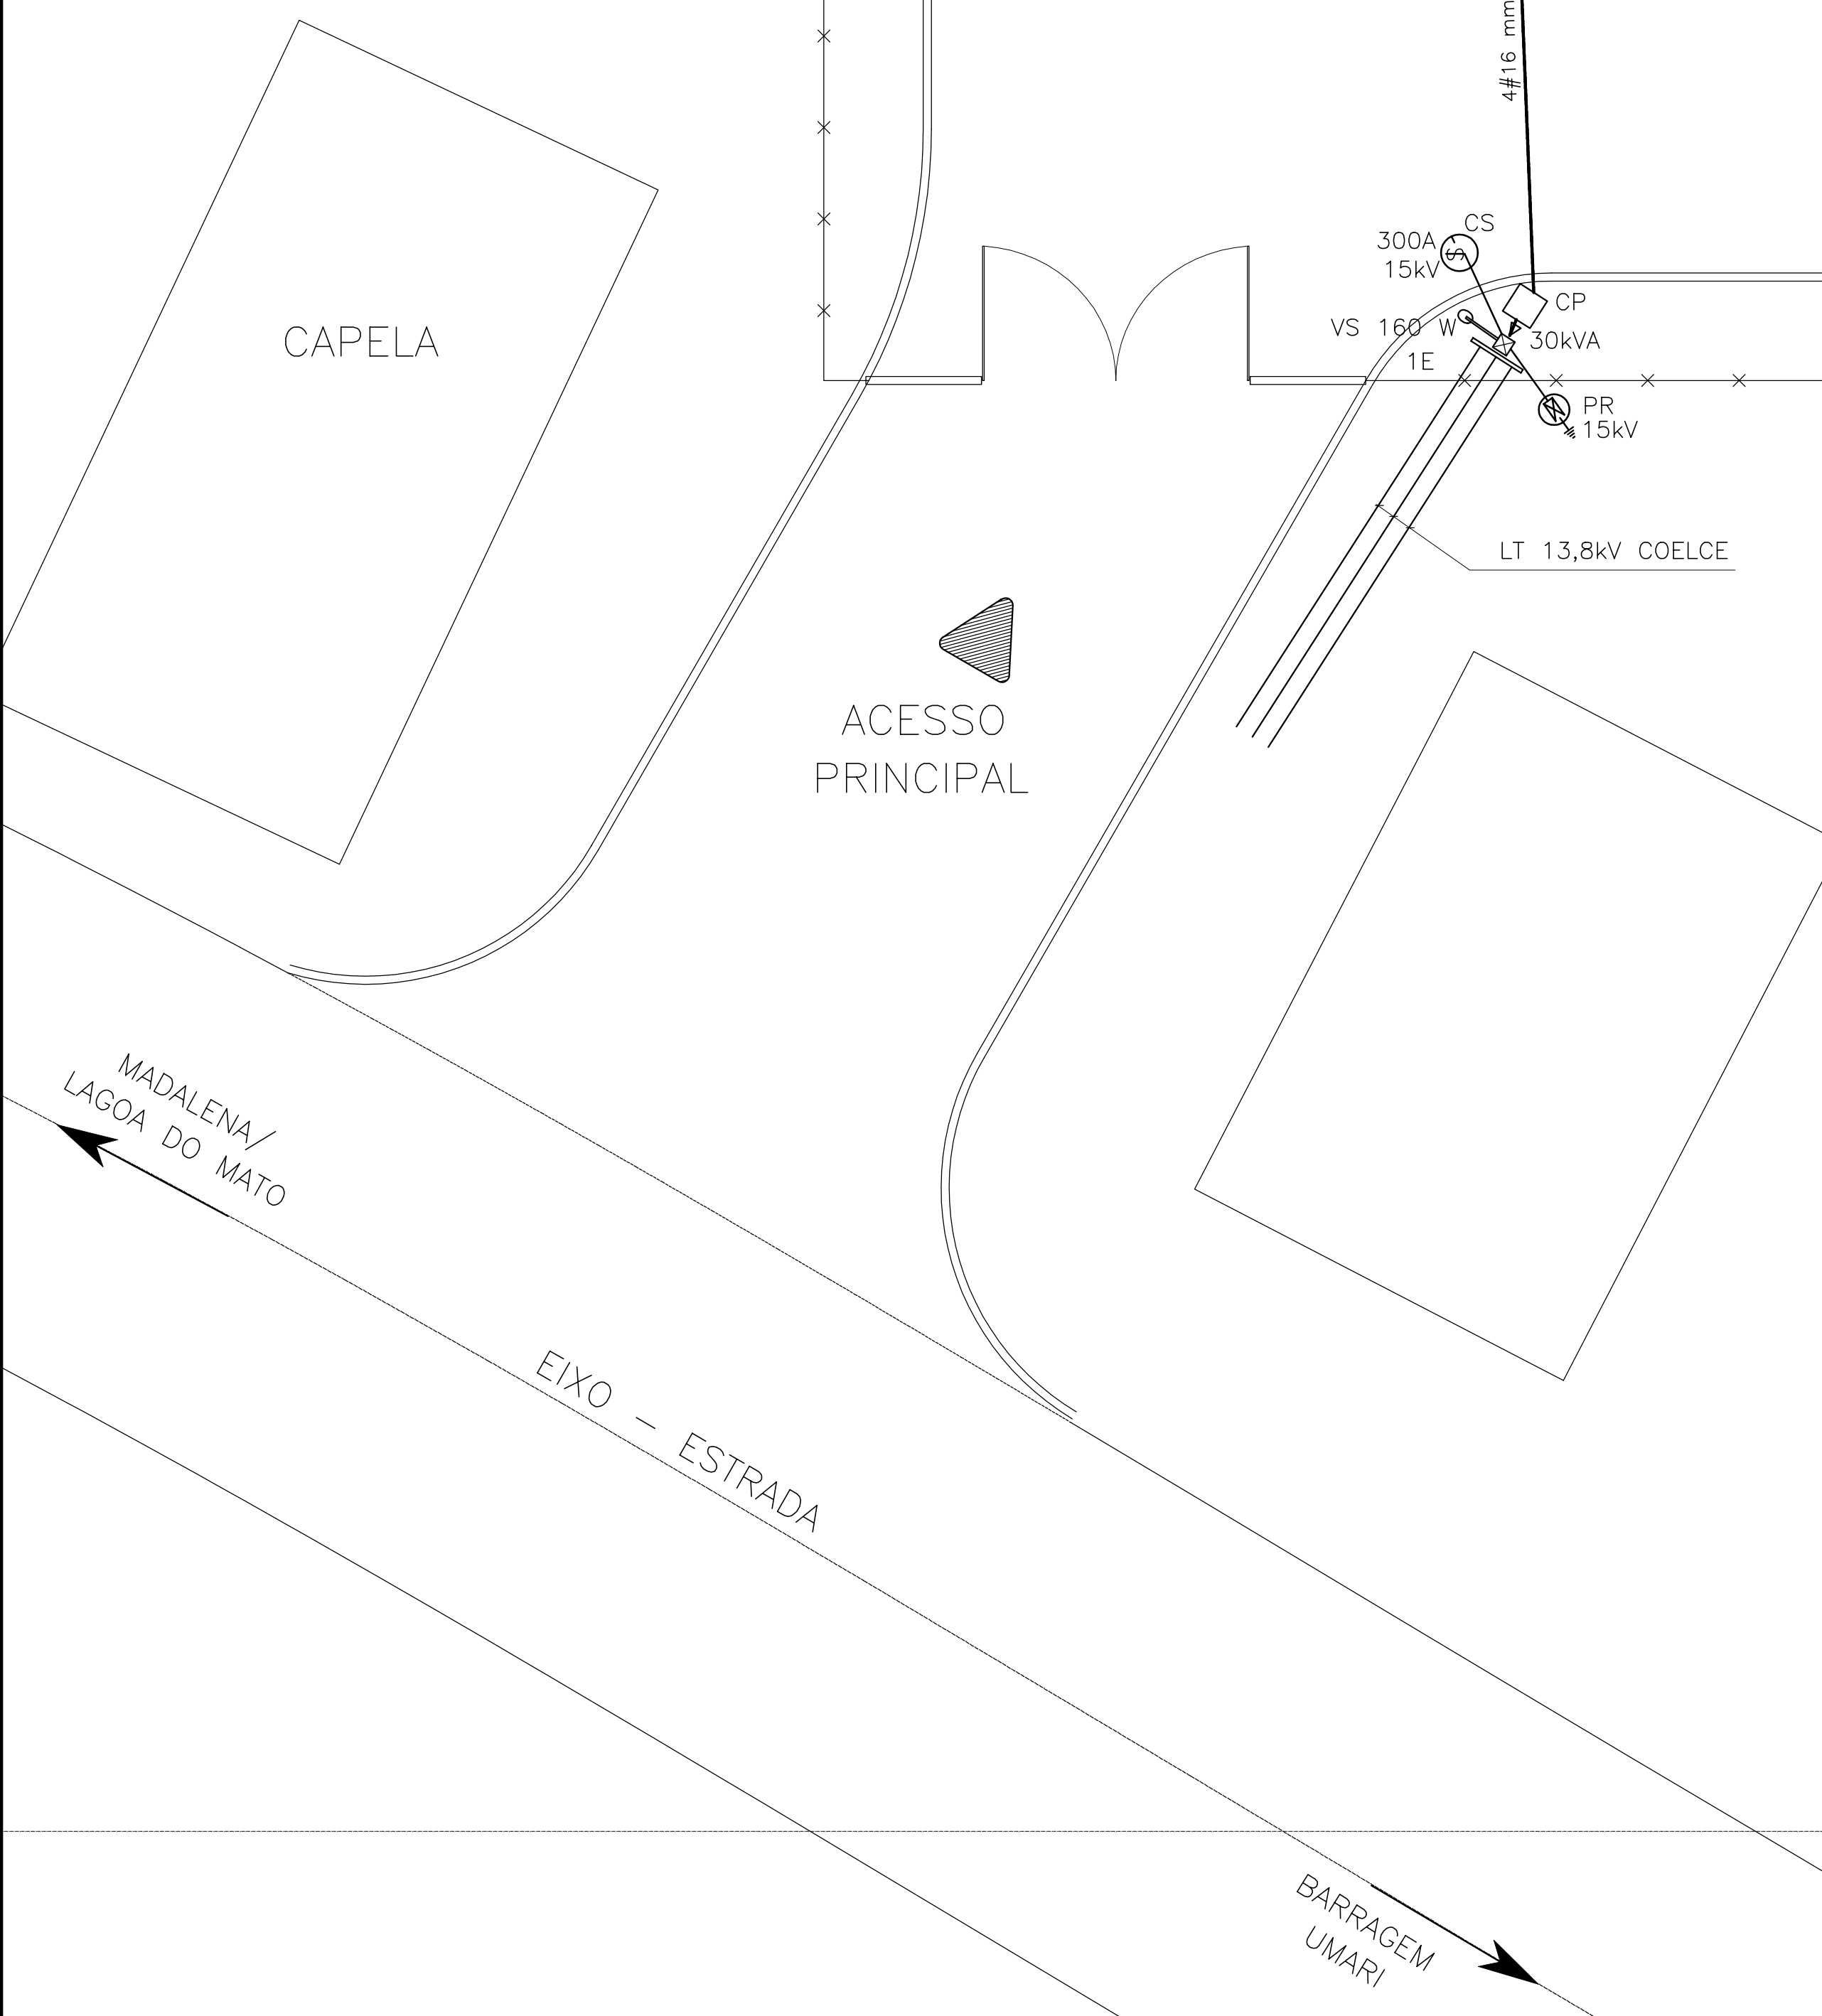 4#16 mm
CS
300A
15kV
CP
VS 160 W
30kVA
1E
PR
15kV
CAPELA
LT 13,8kV COELCE
ACESSO
PRINCIPAL
MADALENA/
LAGOA DO MATO
EIXO – ESTRADA
BARRAGEM
UMARI